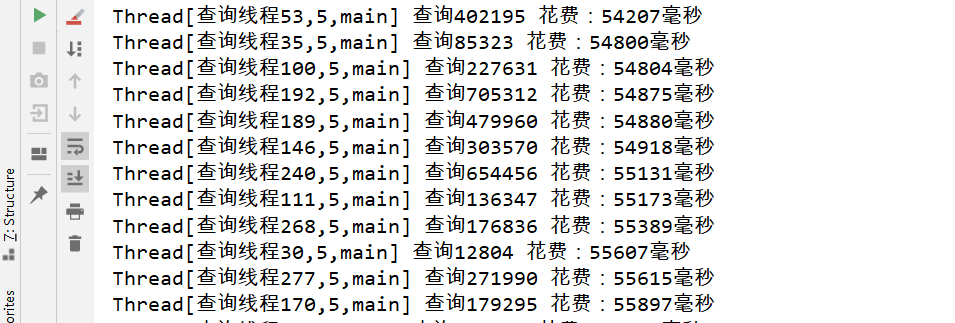 Thread[查询线程53,5,main] 查询402195 花费：54207毫秒
Thread[查询线程35,5,main] 查询85323 花费：54800毫秒
Thread[查询线程100,5,main] 查询227631 花费：54804毫秒
Thread[查询线程192,5,main] 查询705312 花费：54875毫秒
Thread[查询线程189,5,main] 查询479960 花费：54880毫秒
Thread[查询线程146,5,main] 查询303570 花费：54918毫秒
Thread[查询线程240,5,main] 查询654456 花费：55131毫秒
Thread[查询线程111,5,main] 查询136347 花费：55173毫秒
Thread[查询线程268,5,main] 查询176836 花费：55389毫秒
Thread[查询线程30,5,main] 查询12804 花费：55607毫秒
Thread[查询线程277,5,main] 查询271990 花费：55615毫秒
Thread[查询线程170,5,main] 查询179295 花费：55897毫秒
7: Structure
orites